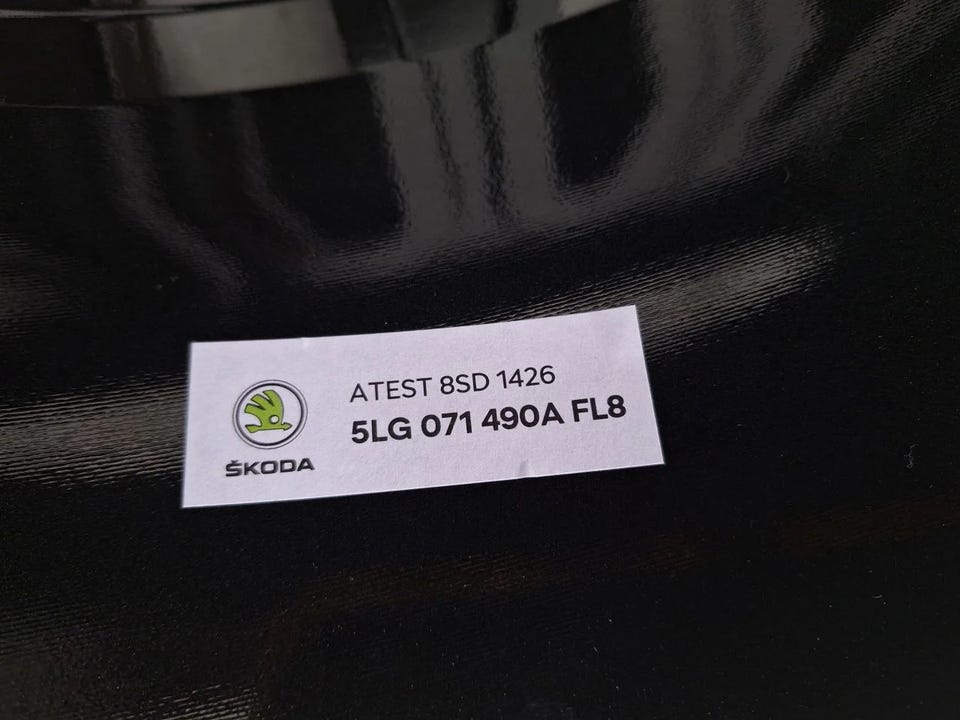 ATEST 8SD 1426
5LG 071 490A FL8
ŠKODA